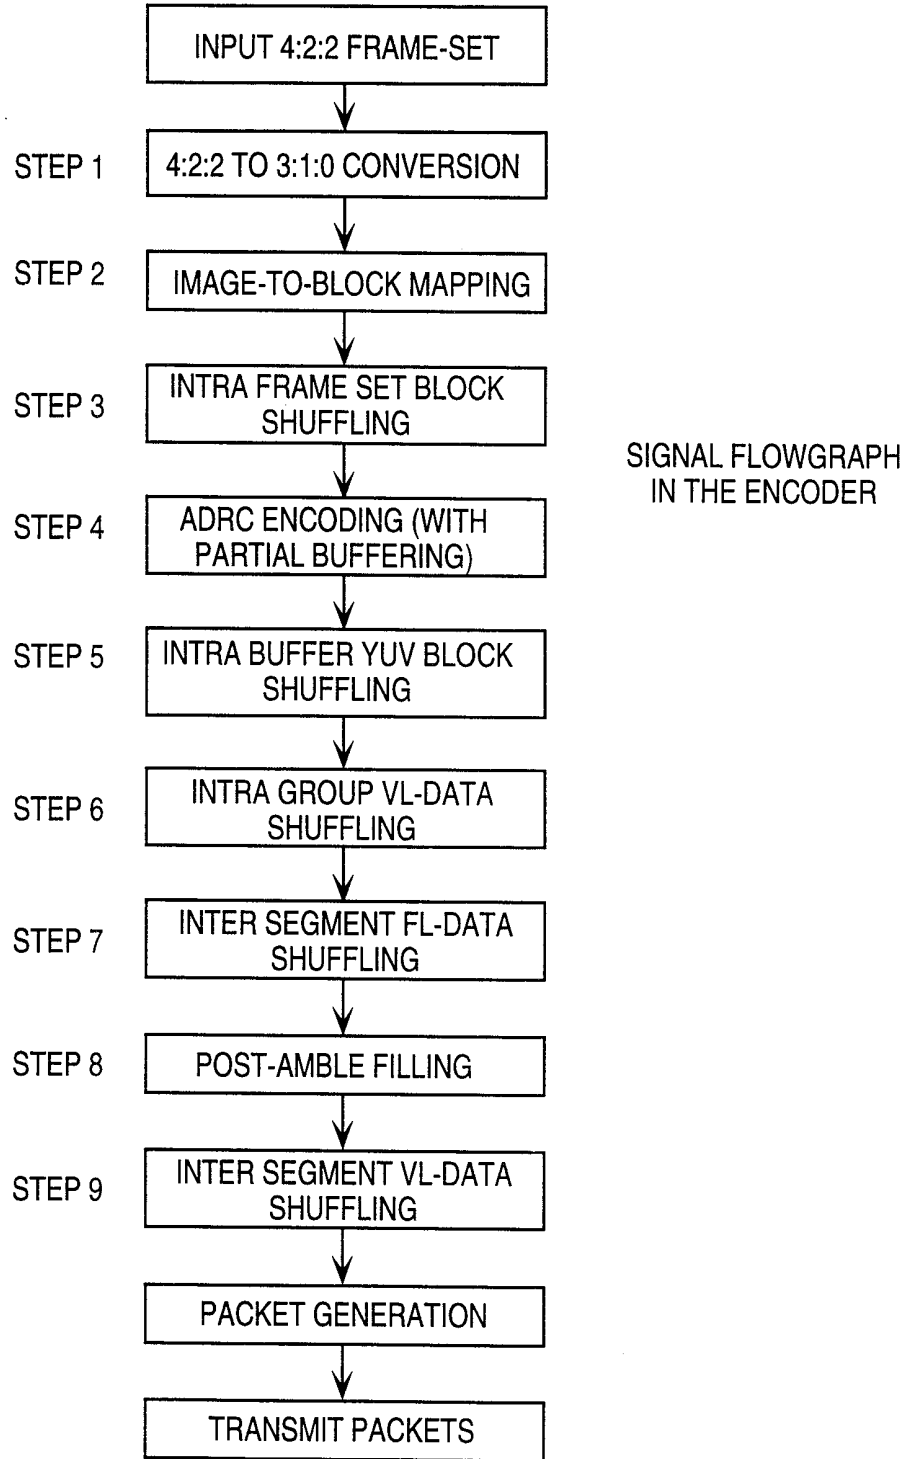 INPUT 4:2:2 FRAME-SET
STEP 1
4:2:2 TO 3:1:0 CONVERSION
STEP 2
IMAGE-TO-BLOCK MAPPING
STEP 3
INTRA FRAME SET BLOCK
SHUFFLING
SIGNAL FLOWGRAPH
IN THE ENCODER
STEP 4
ADRC ENCODING (WITH
PARTIAL BUFFERING)
STEP 5
INTRA BUFFER YUV BLOCK
SHUFFLING
STEP 6
INTRA GROUP VL-DATA
SHUFFLING
STEP 7
INTER SEGMENT FL-DATA
SHUFFLING
STEP 8
POST-AMBLE FILLING
STEP 9
INTER SEGMENT VL-DATA
SHUFFLING
PACKET GENERATION
TRANSMIT PACKETS